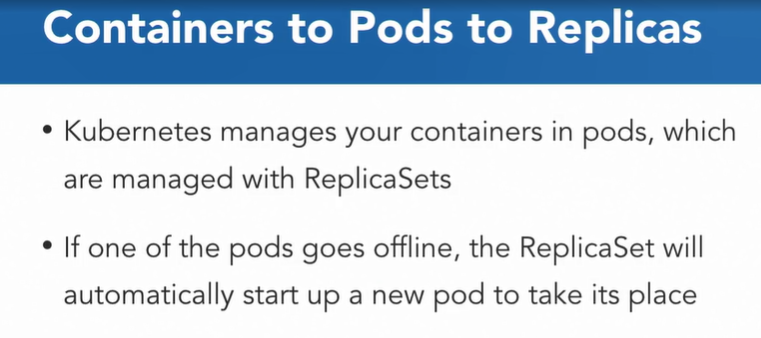 Containers to Pods to Replicas
• Kubernetes manages your containers in pods, which
are managed with ReplicaSets
• If one of the pods goes offline, the ReplicaSet will
automatically start up a new pod to take its place